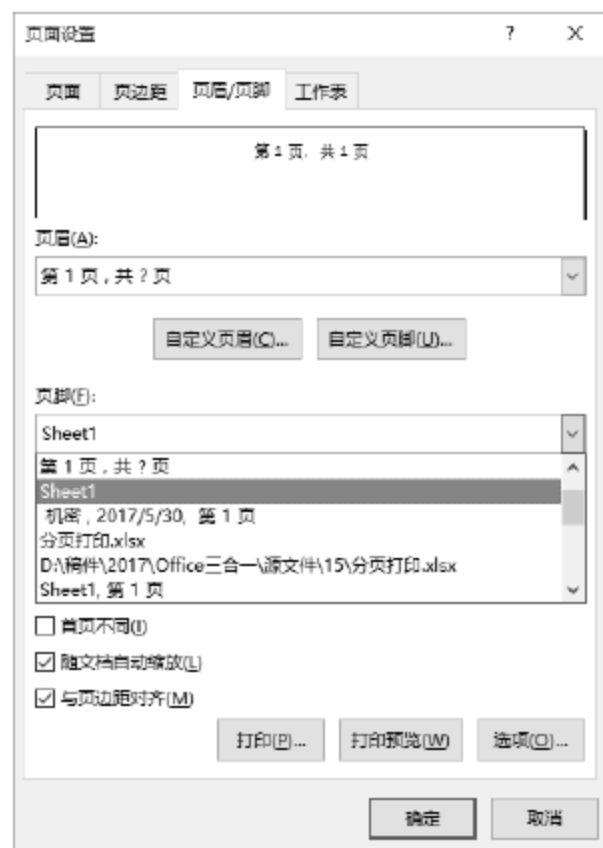 页面设置 ? X
页面 页边距 页眉/页脚 工作表
第 1 页, 共 1 页
页眉(A):
第 1 页 , 共 ? 页
自定义页眉(C)... 自定义页脚(U)...
页脚(F):
Sheet1
第 1 页 , 共 ? 页
Sheet1
机密 , 2017/5/30, 第 1 页
分页打印.xlsx
D:\稿件\2017\Office三合一\源文件\15\分页打印.xlsx
Sheet1, 第 1 页
首页不同(I)
随文档自动缩放(L)
与页边距对齐(M)
打印(P)... 打印预览(W) 选项(O)...
确定 取消